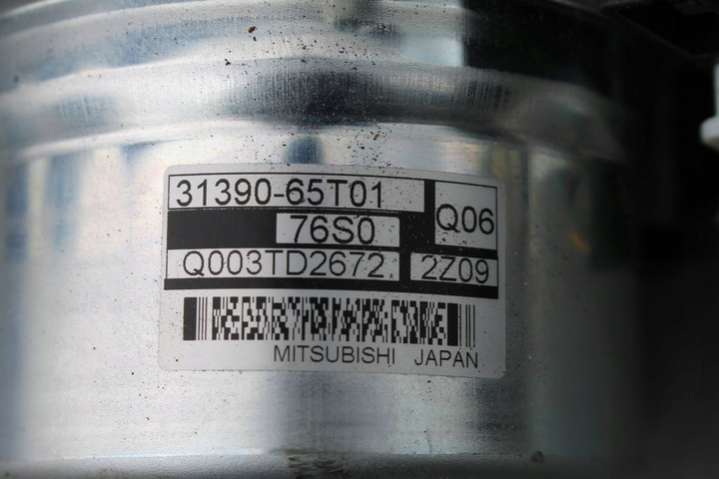 31390-65T01
Q06
76S0
Q003TD2672
2Z09
MITSUBISHI JAPAN